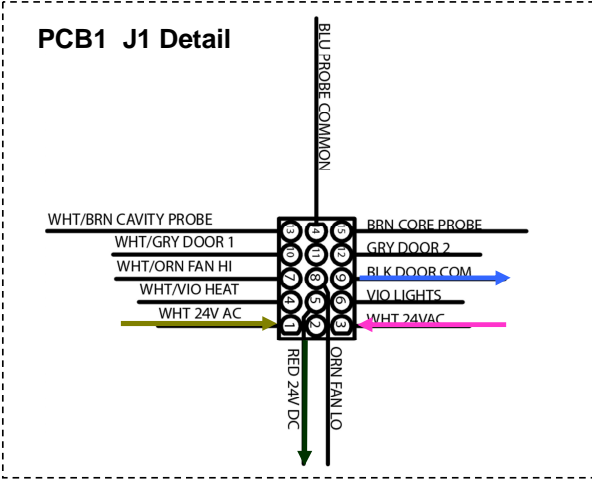 PCB1 J1 Detail
BLU PROBE COMMON
WHT/BRN CAVITY PROBE
13 14 15
BRN CORE PROBE
WHT/GRY DOOR 1
10 11 12
GRY DOOR 2
WHT/ORN FAN HI
7 8 9
BLK DOOR COM
WHT/VIO HEAT
4 5 6
VIO LIGHTS
WHT 24V AC
1 2 3
WHT 24VAC
RED 24V DC
ORN FAN LO